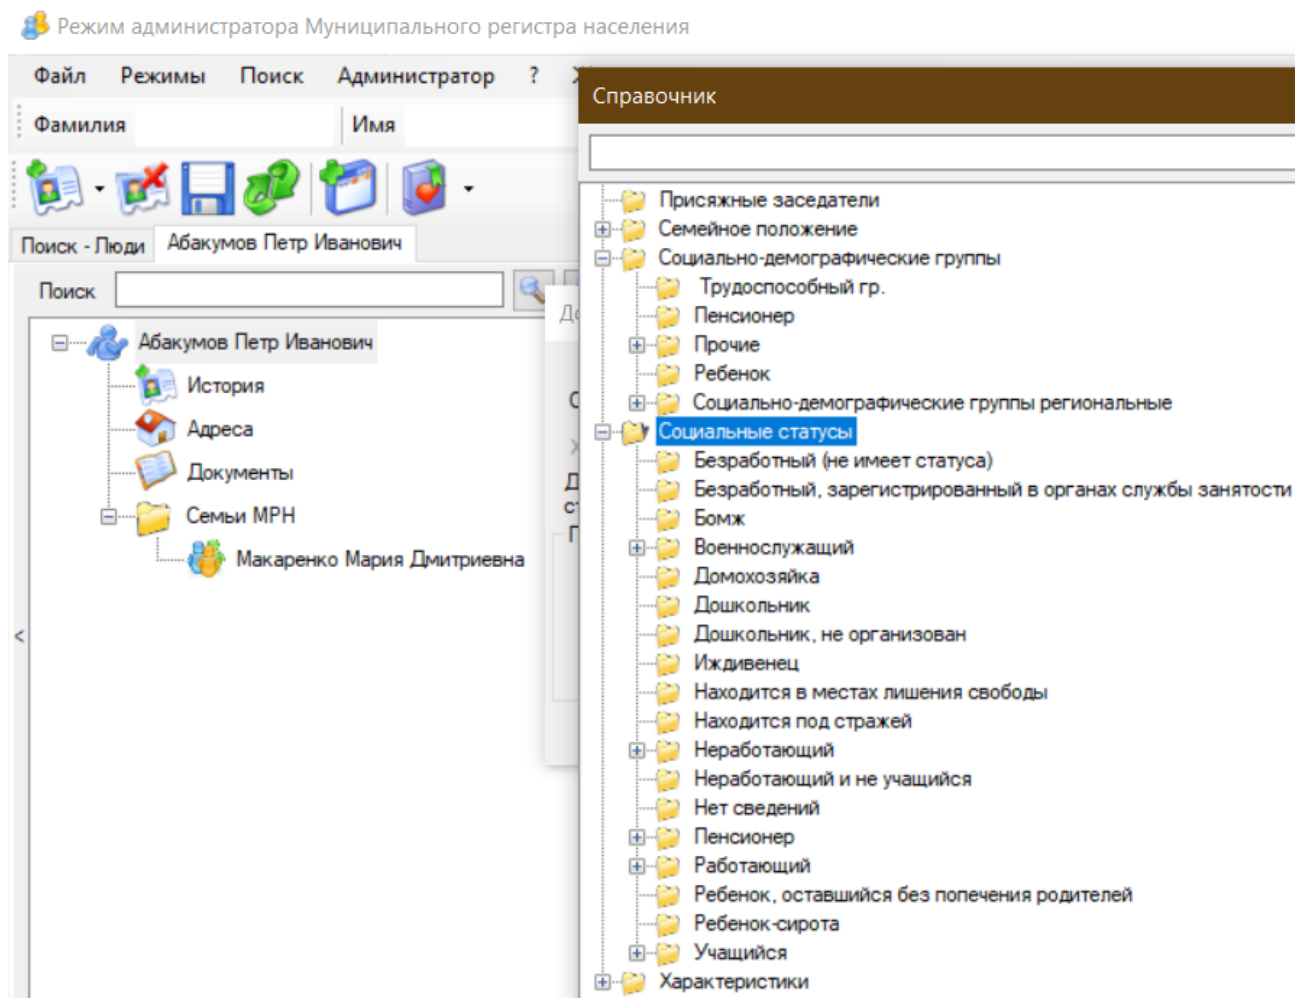 Режим администратора Муниципального регистра населения
Файл Режимы Поиск Администратор ?
Фамилия Имя
Поиск - Люди Абакумов Петр Иванович
Поиск
Абакумов Петр Иванович
История
Адреса
Документы
Семьи МРН
Макаренко Мария Дмитриевна
<
Справочник
Присяжные заседатели
Семейное положение
Социально-демографические группы
Трудоспособный гр.
Пенсионер
Прочие
Ребенок
Социально-демографические группы региональные
Социальные статусы
Безработный (не имеет статуса)
Безработный, зарегистрированный в органах службы занятости
Бомж
Военнослужащий
Домохозяйка
Дошкольник
Дошкольник, не организован
Иждивенец
Находится в местах лишения свободы
Находится под стражей
Неработающий
Неработающий и не учащийся
Нет сведений
Пенсионер
Работающий
Ребенок, оставшийся без попечения родителей
Ребенок-сирота
Учащийся
Характеристики